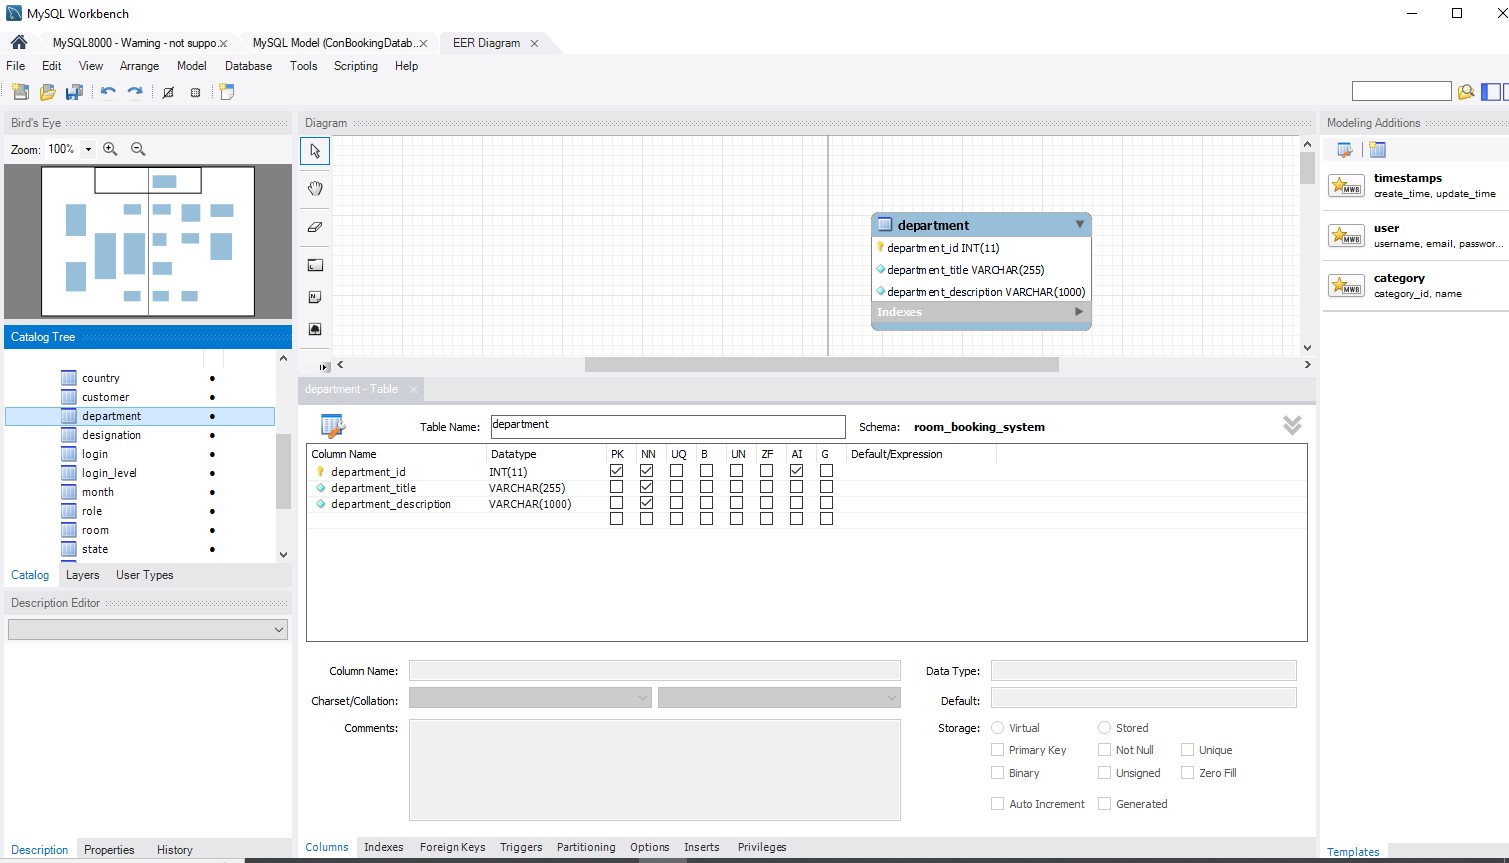 MySQL Workbench
MySQL8000 - Warning - not suppo.. MySQL Model (ConBookingDatab.. EER Diagram
File Edit View Arrange Model Database Tools Scripting Help
Bird's Eye
Zoom: 100%
Catalog Tree
country
customer
department
designation
login
login_level
month
role
room
state
Catalog Layers User Types
Description Editor
Description Properties History
Diagram
department
department_id INT(11)
department_title VARCHAR(255)
department_description VARCHAR(1000)
Indexes
department - Table
Table Name: department Schema: room_booking_system
Column Name Datatype PK NN UQ B UN ZF AI G Default/Expression
department_id INT(11)
department_title VARCHAR(255)
department_description VARCHAR(1000)
Column Name: Data Type:
Charset/Collation: Default:
Comments: Storage: Virtual Stored
Primary Key Not Null Unique
Binary Unsigned Zero Fill
Auto Increment Generated
Columns Indexes Foreign Keys Triggers Partitioning Options Inserts Privileges
Modeling Additions
MWB timestamps
create_time, update_time
MWB user
username, email, passwor...
MWB category
category_id, name
Templates